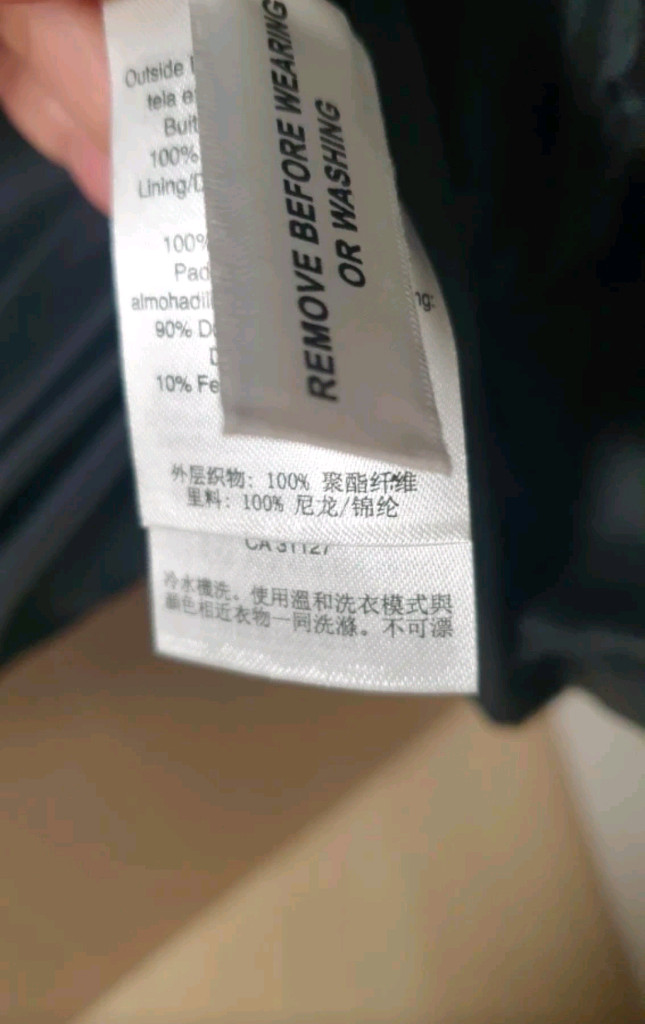 Outside
tela e
100%
Lining/
100%
Pad
almohadil
ng:
90% D
10% Fe
REMOVE BEFORE WEARING
OR WASHING
外层织物: 100% 聚酯纤维
里料: 100% 尼龙/锦纶
CA 31127
冷水機洗。使用溫和洗衣模式與
顏色相近衣物一同洗滌。不可漂